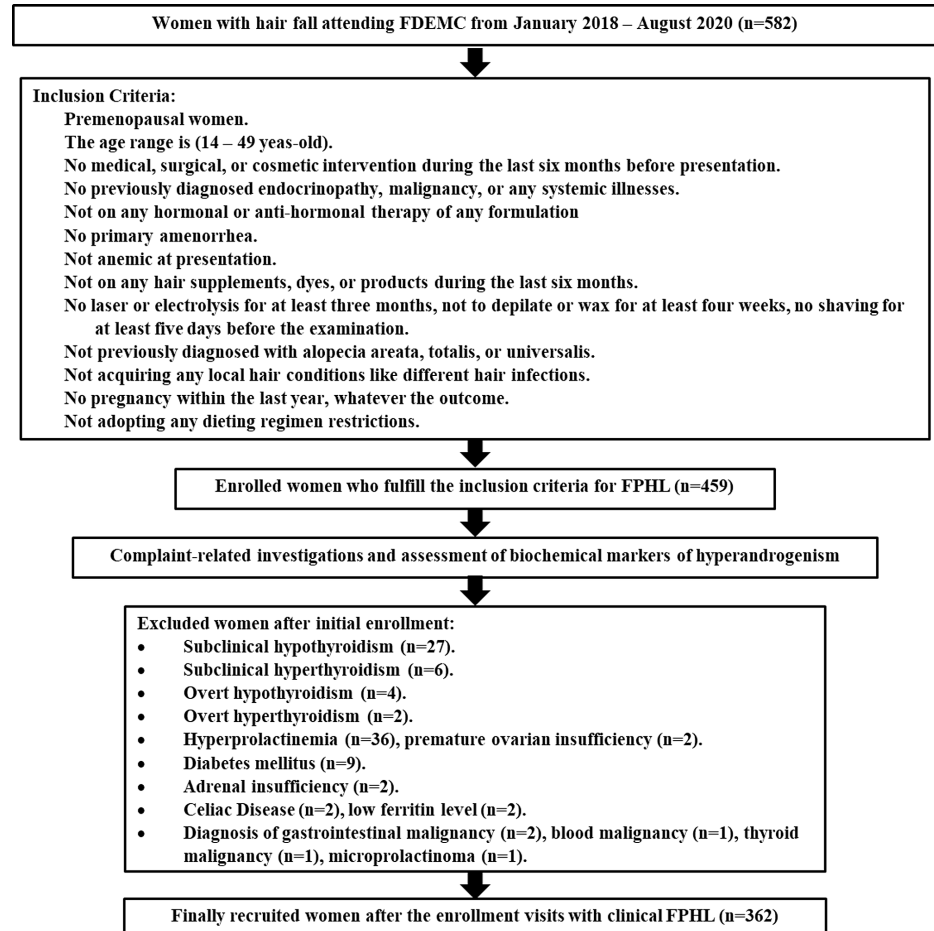 Women with hair fall attending FDEMC from January 2018 – August 2020 (n=582)
Inclusion Criteria:
Premenopausal women.
The age range is (14 – 49 yeas-old).
No medical, surgical, or cosmetic intervention during the last six months before presentation.
No previously diagnosed endocrinopathy, malignancy, or any systemic illnesses.
Not on any hormonal or anti-hormonal therapy of any formulation
No primary amenorrhea.
Not anemic at presentation.
Not on any hair supplements, dyes, or products during the last six months.
No laser or electrolysis for at least three months, not to depilate or wax for at least four weeks, no shaving for
at least five days before the examination.
Not previously diagnosed with alopecia areata, totalis, or universalis.
Not acquiring any local hair conditions like different hair infections.
No pregnancy within the last year, whatever the outcome.
Not adopting any dieting regimen restrictions.
Enrolled women who fulfill the inclusion criteria for FPHL (n=459)
Complaint-related investigations and assessment of biochemical markers of hyperandrogenism
Excluded women after initial enrollment:
• Subclinical hypothyroidism (n=27).
• Subclinical hyperthyroidism (n=6).
• Overt hypothyroidism (n=4).
• Overt hyperthyroidism (n=2).
• Hyperprolactinemia (n=36), premature ovarian insufficiency (n=2).
• Diabetes mellitus (n=9).
• Adrenal insufficiency (n=2).
• Celiac Disease (n=2), low ferritin level (n=2).
• Diagnosis of gastrointestinal malignancy (n=2), blood malignancy (n=1), thyroid
malignancy (n=1), microprolactinoma (n=1).
Finally recruited women after the enrollment visits with clinical FPHL (n=362)